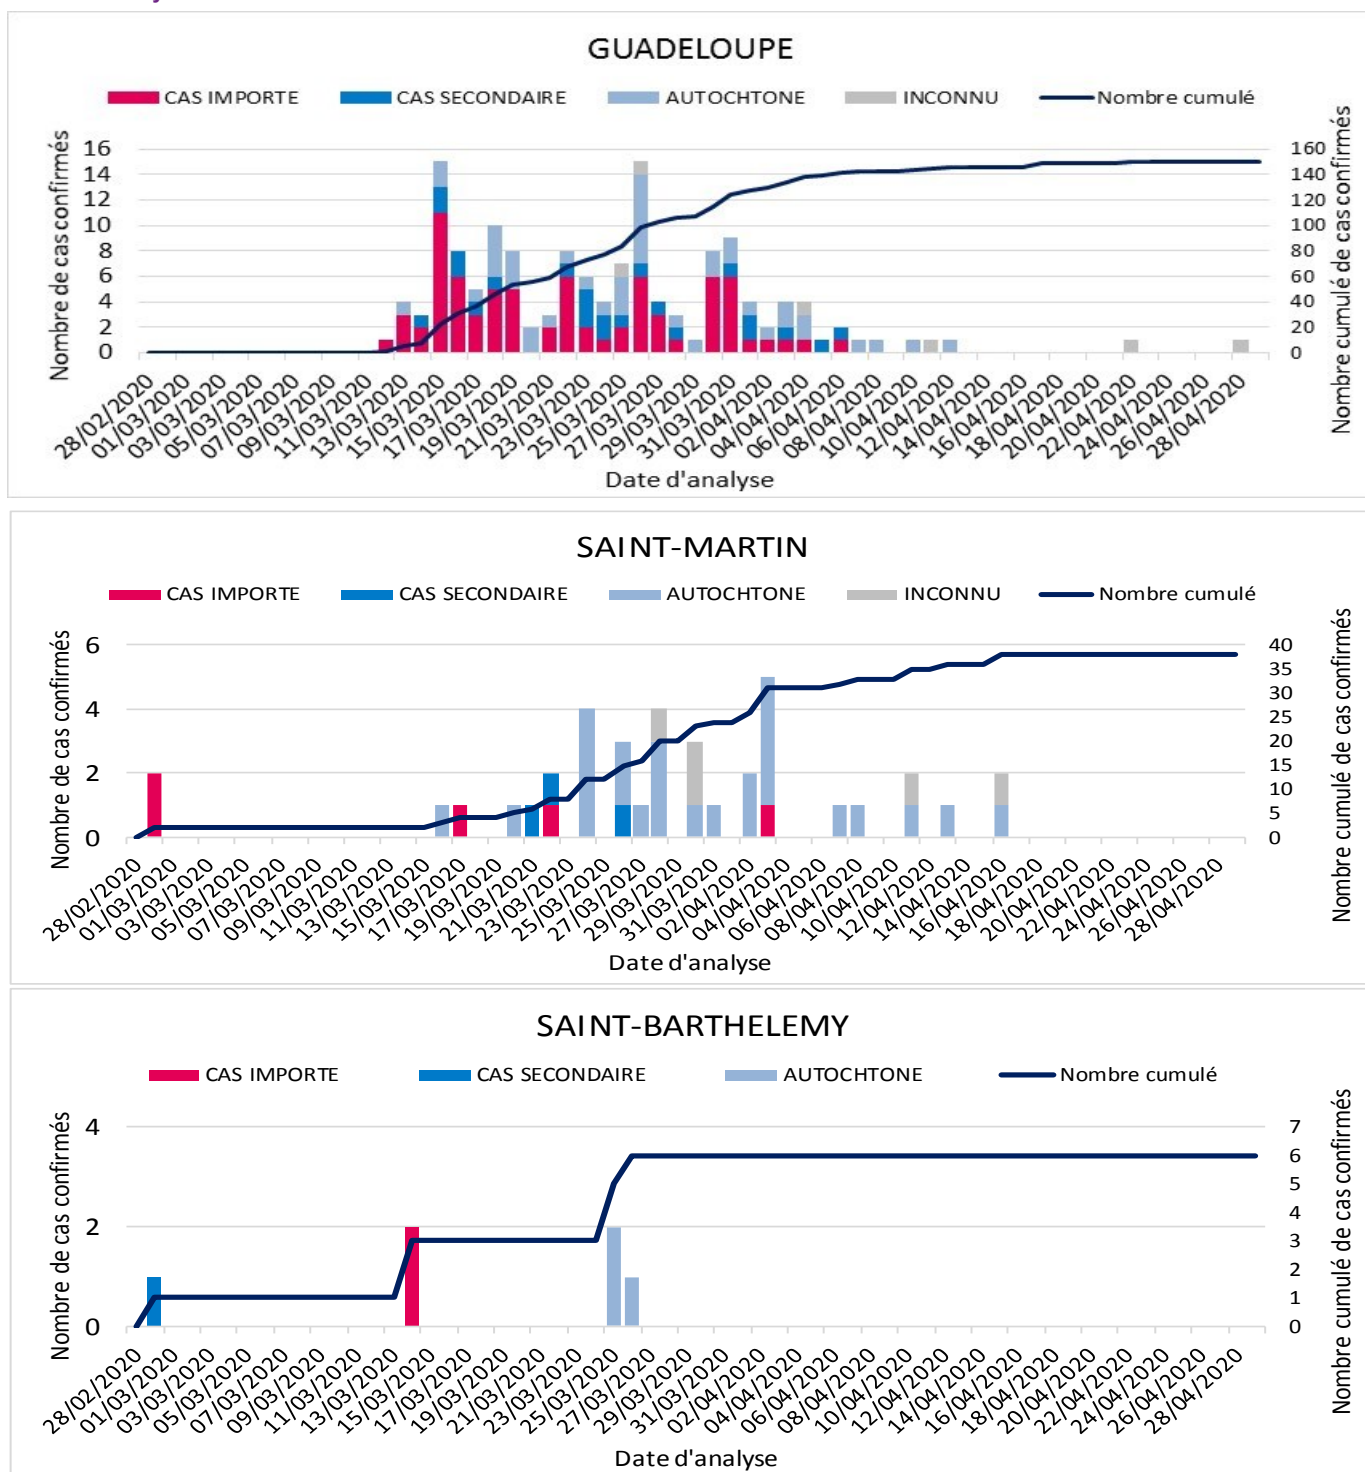 GUADELOUPE
CAS IMPORTE CAS SECONDAIRE AUTOCHTONE INCONNU Nombre cumulé
Nombre de cas confirmés
16
14
12
10
8
6
4
2
0
160
140
120
100
80
60
40
20
0
Nombre cumulé de cas confirmés
28/02/2020 01/03/2020 03/03/2020 05/03/2020 07/03/2020 09/03/2020 11/03/2020 13/03/2020 15/03/2020 17/03/2020 19/03/2020 21/03/2020 23/03/2020 25/03/2020 27/03/2020 29/03/2020 31/03/2020 02/04/2020 04/04/2020 06/04/2020 08/04/2020 10/04/2020 12/04/2020 14/04/2020 16/04/2020 18/04/2020 20/04/2020 22/04/2020 24/04/2020 26/04/2020 28/04/2020
Date d'analyse
SAINT-MARTIN
CAS IMPORTE CAS SECONDAIRE AUTOCHTONE INCONNU Nombre cumulé
Nombre de cas confirmés
6
4
2
0
40
35
30
25
20
15
10
5
0
Nombre cumulé de cas confirmés
28/02/2020 01/03/2020 03/03/2020 05/03/2020 07/03/2020 09/03/2020 11/03/2020 13/03/2020 15/03/2020 17/03/2020 19/03/2020 21/03/2020 23/03/2020 25/03/2020 27/03/2020 29/03/2020 31/03/2020 02/04/2020 04/04/2020 06/04/2020 08/04/2020 10/04/2020 12/04/2020 14/04/2020 16/04/2020 18/04/2020 20/04/2020 22/04/2020 24/04/2020 26/04/2020 28/04/2020
Date d'analyse
SAINT-BARTHELEMY
CAS IMPORTE CAS SECONDAIRE AUTOCHTONE Nombre cumulé
Nombre de cas confirmés
4
2
0
7
6
5
4
3
2
1
0
Nombre cumulé de cas confirmés
28/02/2020 01/03/2020 03/03/2020 05/03/2020 07/03/2020 09/03/2020 11/03/2020 13/03/2020 15/03/2020 17/03/2020 19/03/2020 21/03/2020 23/03/2020 25/03/2020 27/03/2020 29/03/2020 31/03/2020 02/04/2020 04/04/2020 06/04/2020 08/04/2020 10/04/2020 12/04/2020 14/04/2020 16/04/2020 18/04/2020 20/04/2020 22/04/2020 24/04/2020 26/04/2020 28/04/2020
Date d'analyse